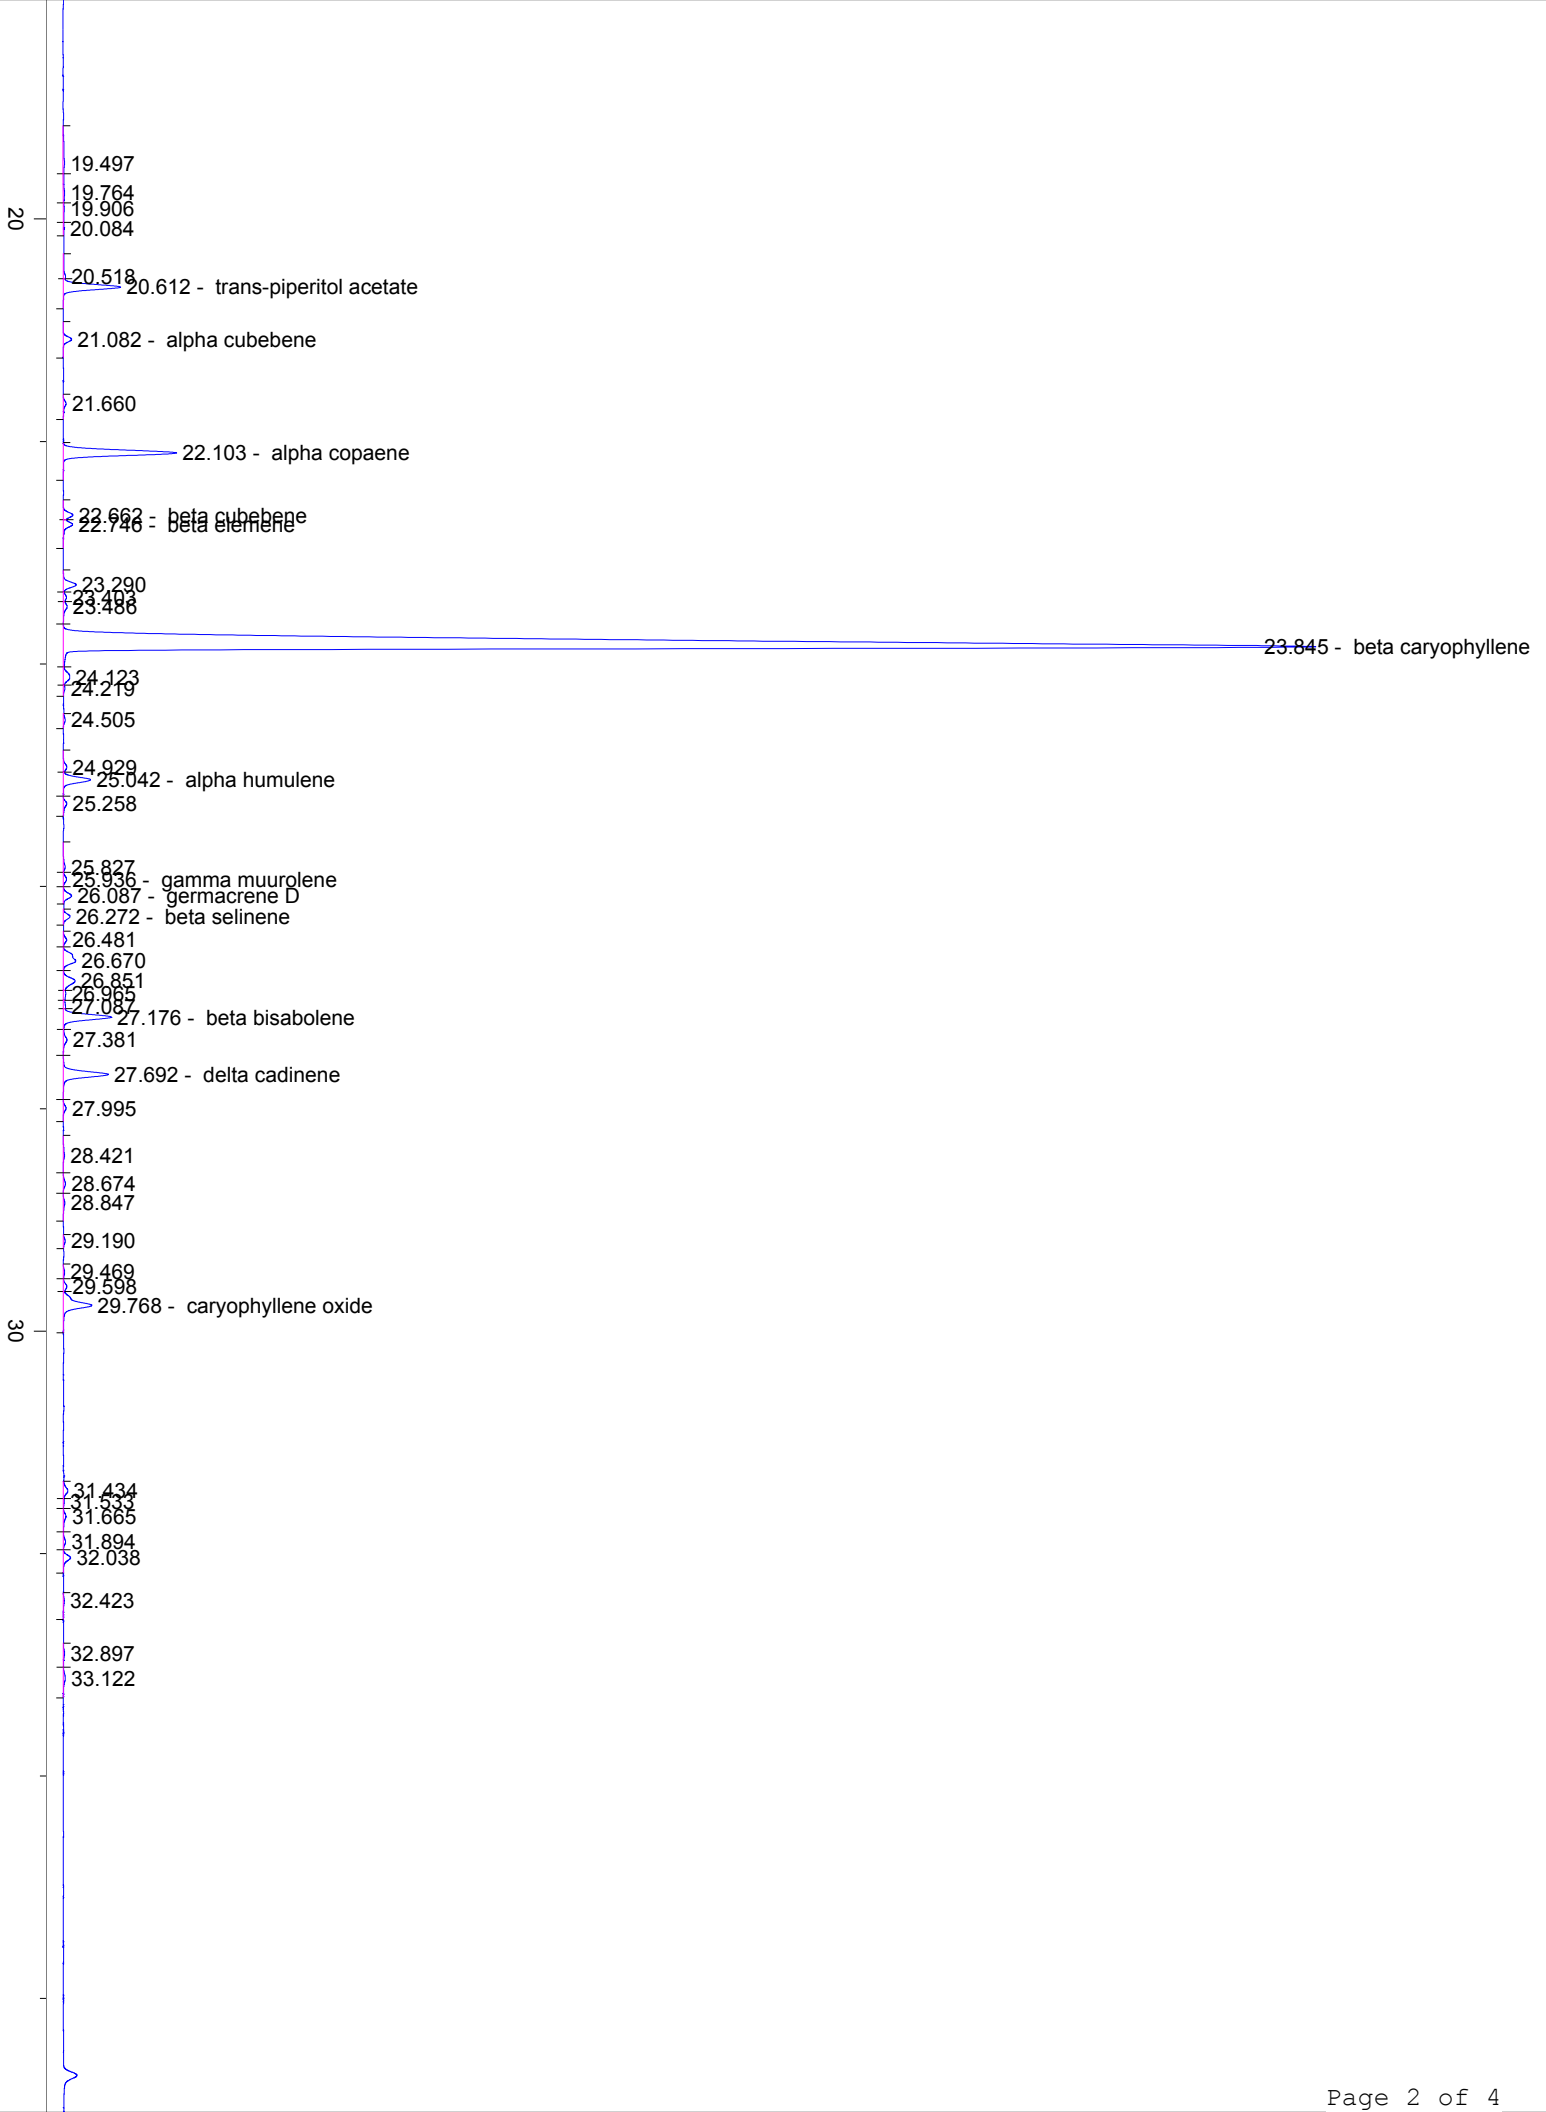 19.497
19.764
19.906
20
20.084
20.518
20.612 - trans-piperitol acetate
21.082 - alpha cubebene
21.660
22.103 - alpha copaene
22.662 - beta cubebene
22.746 - beta elemene
23.290
23.403
23.486
23.845 - beta caryophyllene
24.123
24.219
24.505
24.929
25.042 - alpha humulene
25.258
25.827
25.936 - gamma muurolene
26.087 - germacrene D
26.272 - beta selinene
26.481
26.670
26.851
26.965
27.087
27.176 - beta bisabolene
27.381
27.692 - delta cadinene
27.995
28.421
28.674
28.847
29.190
29.469
29.598
29.768 - caryophyllene oxide
30
31.434
31.533
31.665
31.894
32.038
32.423
32.897
33.122
Page 2 of 4